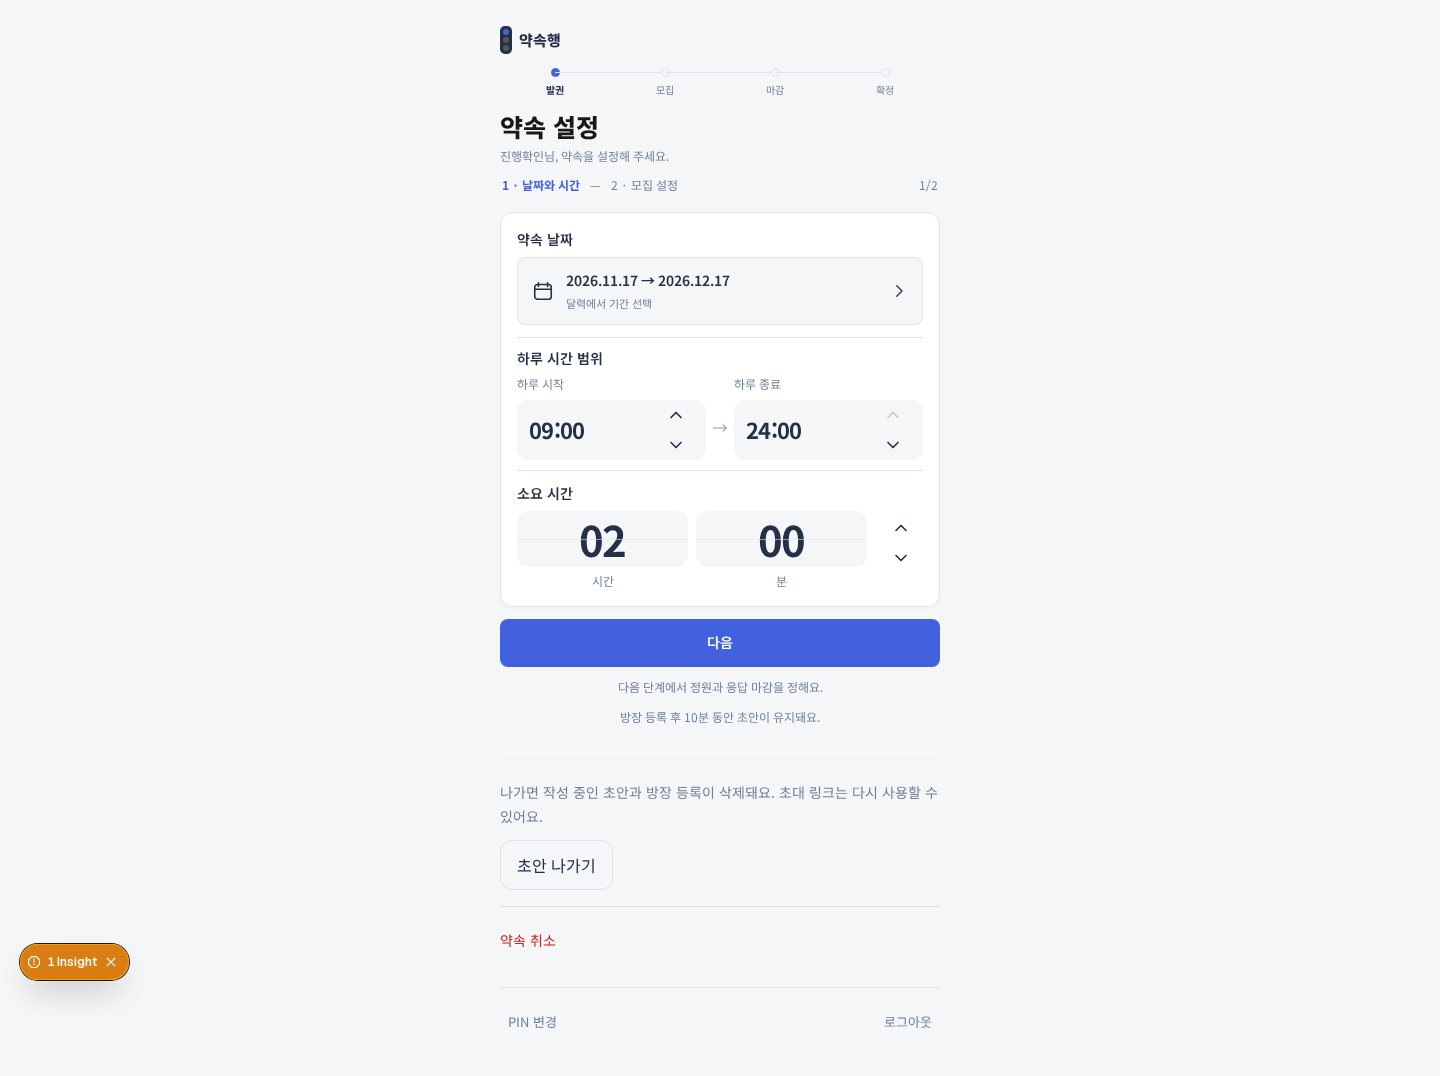 약속행
발권
모집
마감
확정
약속 설정
진행확인님, 약속을 설정해 주세요.
1 · 날짜와 시간 — 2 · 모집 설정 1/2
약속 날짜
2026.11.17 → 2026.12.17
달력에서 기간 선택
하루 시간 범위
하루 시작
하루 종료
09:00 → 24:00
소요 시간
02 00
시간 분
다음
다음 단계에서 정원과 응답 마감을 정해요.
방장 등록 후 10분 동안 초안이 유지돼요.
나가면 작성 중인 초안과 방장 등록이 삭제돼요. 초대 링크는 다시 사용할 수
있어요.
초안 나가기
약속 취소
1 Insight
PIN 변경
로그아웃